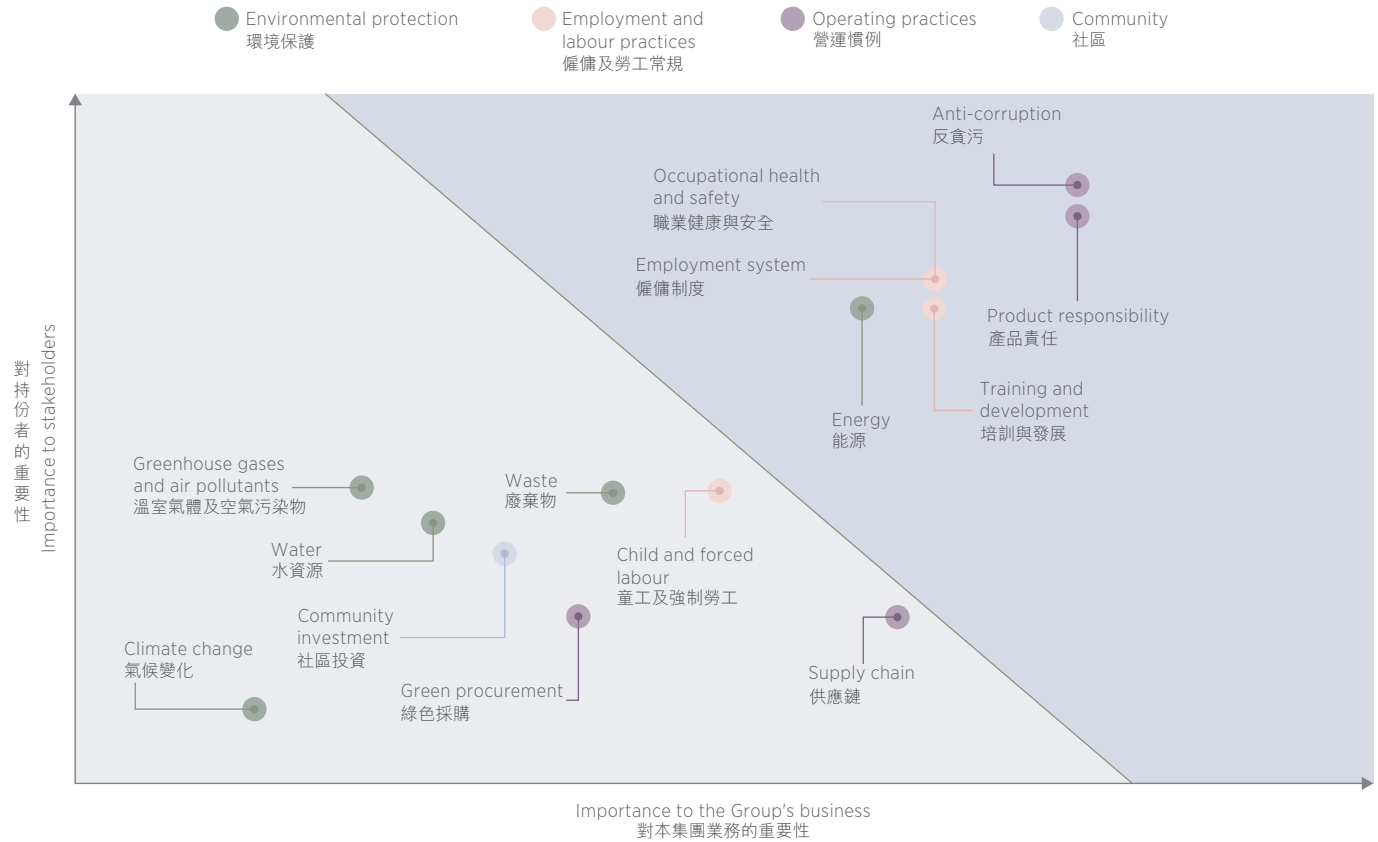 Environmental protection
環境保護
Employment and
labour practices
僱傭及勞工常規
Operating practices
營運慣例
Community
社區
Anti-corruption
反貪污
Occupational health
and safety
職業健康與安全
Employment system
僱傭制度
Product responsibility
產品責任
Training and
development
培訓與發展
Energy
能源
Greenhouse gases
and air pollutants
溫室氣體及空氣污染物
Waste
廢棄物
Water
水資源
Child and forced
labour
童工及強制勞工
Community
investment
社區投資
Climate change
氣候變化
Green procurement
綠色採購
Supply chain
供應鏈
對持份者的重要性
Importance to stakeholders
Importance to the Group's business
對本集團業務的重要性